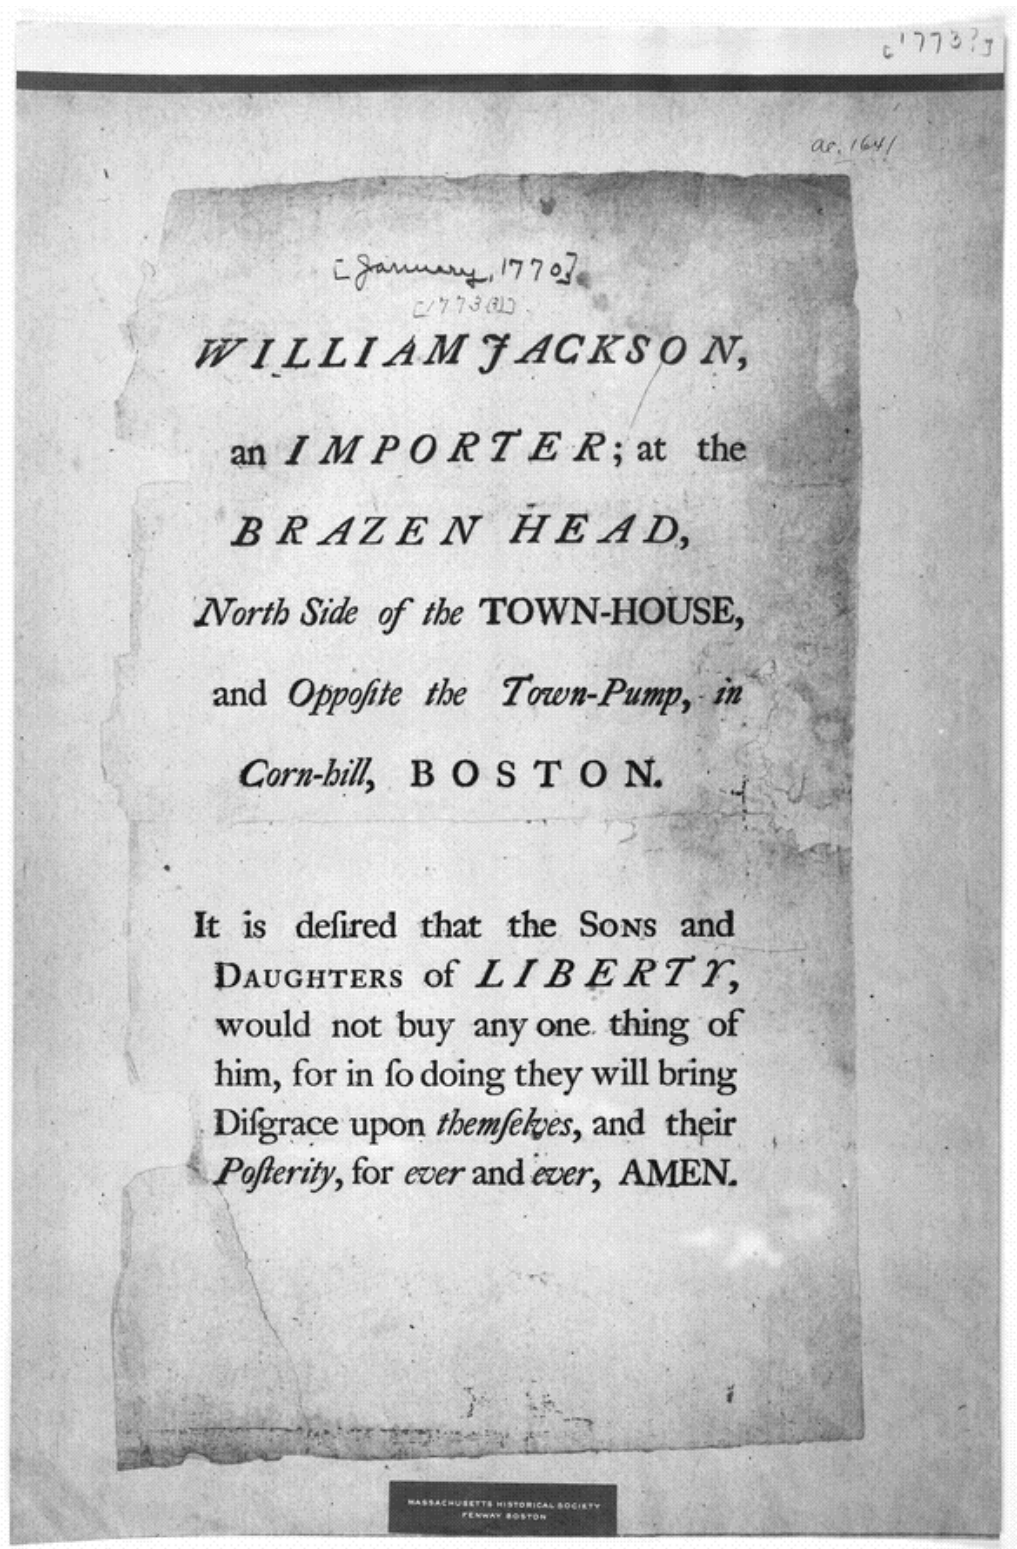 [1773?]
[January, 1770]
WILLIAM JACKSON,
an IMPORTER; at the
BRAZEN HEAD,
North Side of the TOWN-HOUSE,
and Oppoſite the Town-Pump, in
Corn-hill, BOSTON.
It is deſired that the SONS and
DAUGHTERS of LIBERTY,
would not buy any one thing of
him, for in ſo doing they will bring
Diſgrace upon themſelves, and their
Poſterity, for ever and ever, AMEN.
MASSACHUSETTS HISTORICAL SOCIETY
FENWAY BOSTON